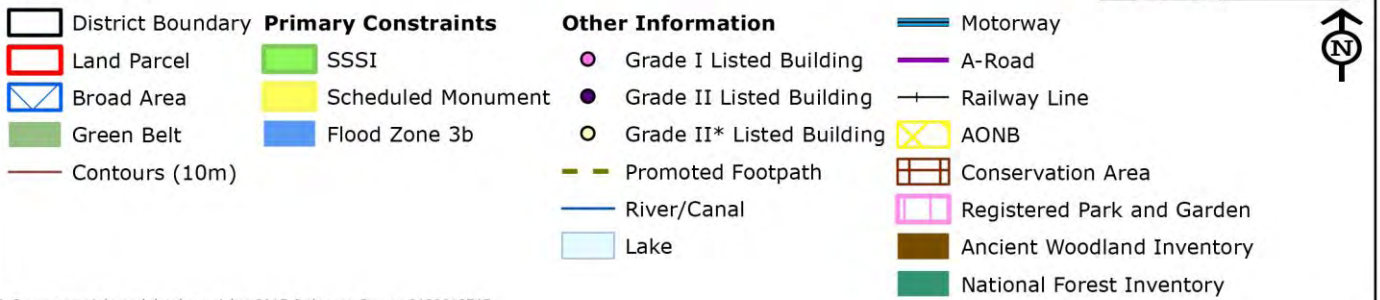 District Boundary
Land Parcel
Broad Area
Green Belt
Contours (10m)
Primary Constraints
SSSI
Scheduled Monument
Flood Zone 3b
Other Information
Grade I Listed Building
Grade II Listed Building
Grade II* Listed Building
Promoted Footpath
River/Canal
Lake
Motorway
A-Road
Railway Line
AONB
Conservation Area
Registered Park and Garden
Ancient Woodland Inventory
National Forest Inventory
N